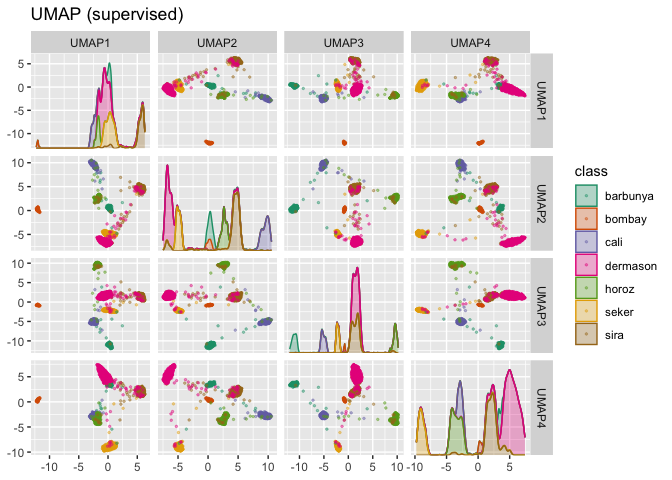 UMAP (supervised)
UMAP1 UMAP2 UMAP3 UMAP4
5
0
-5
-10
UMAP1
10
5
0
-5
UMAP2
10
5
0
-5
-10
UMAP3
5
0
-5
-10
UMAP4
-10 -5 0 5 -5 0 5 10 -10 -5 0 5 10 -10 -5 0 5
class
barbunya
bombay
cali
dermason
horoz
seker
sira